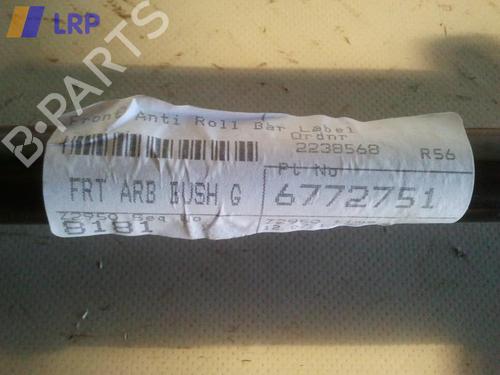 LRP
B-PARTS
Front Anti Roll Bar Label
Ordnr
2238568 R56
Pt No
FRT ARB BUSH G
6772751
72950 Seq No
8181
72950